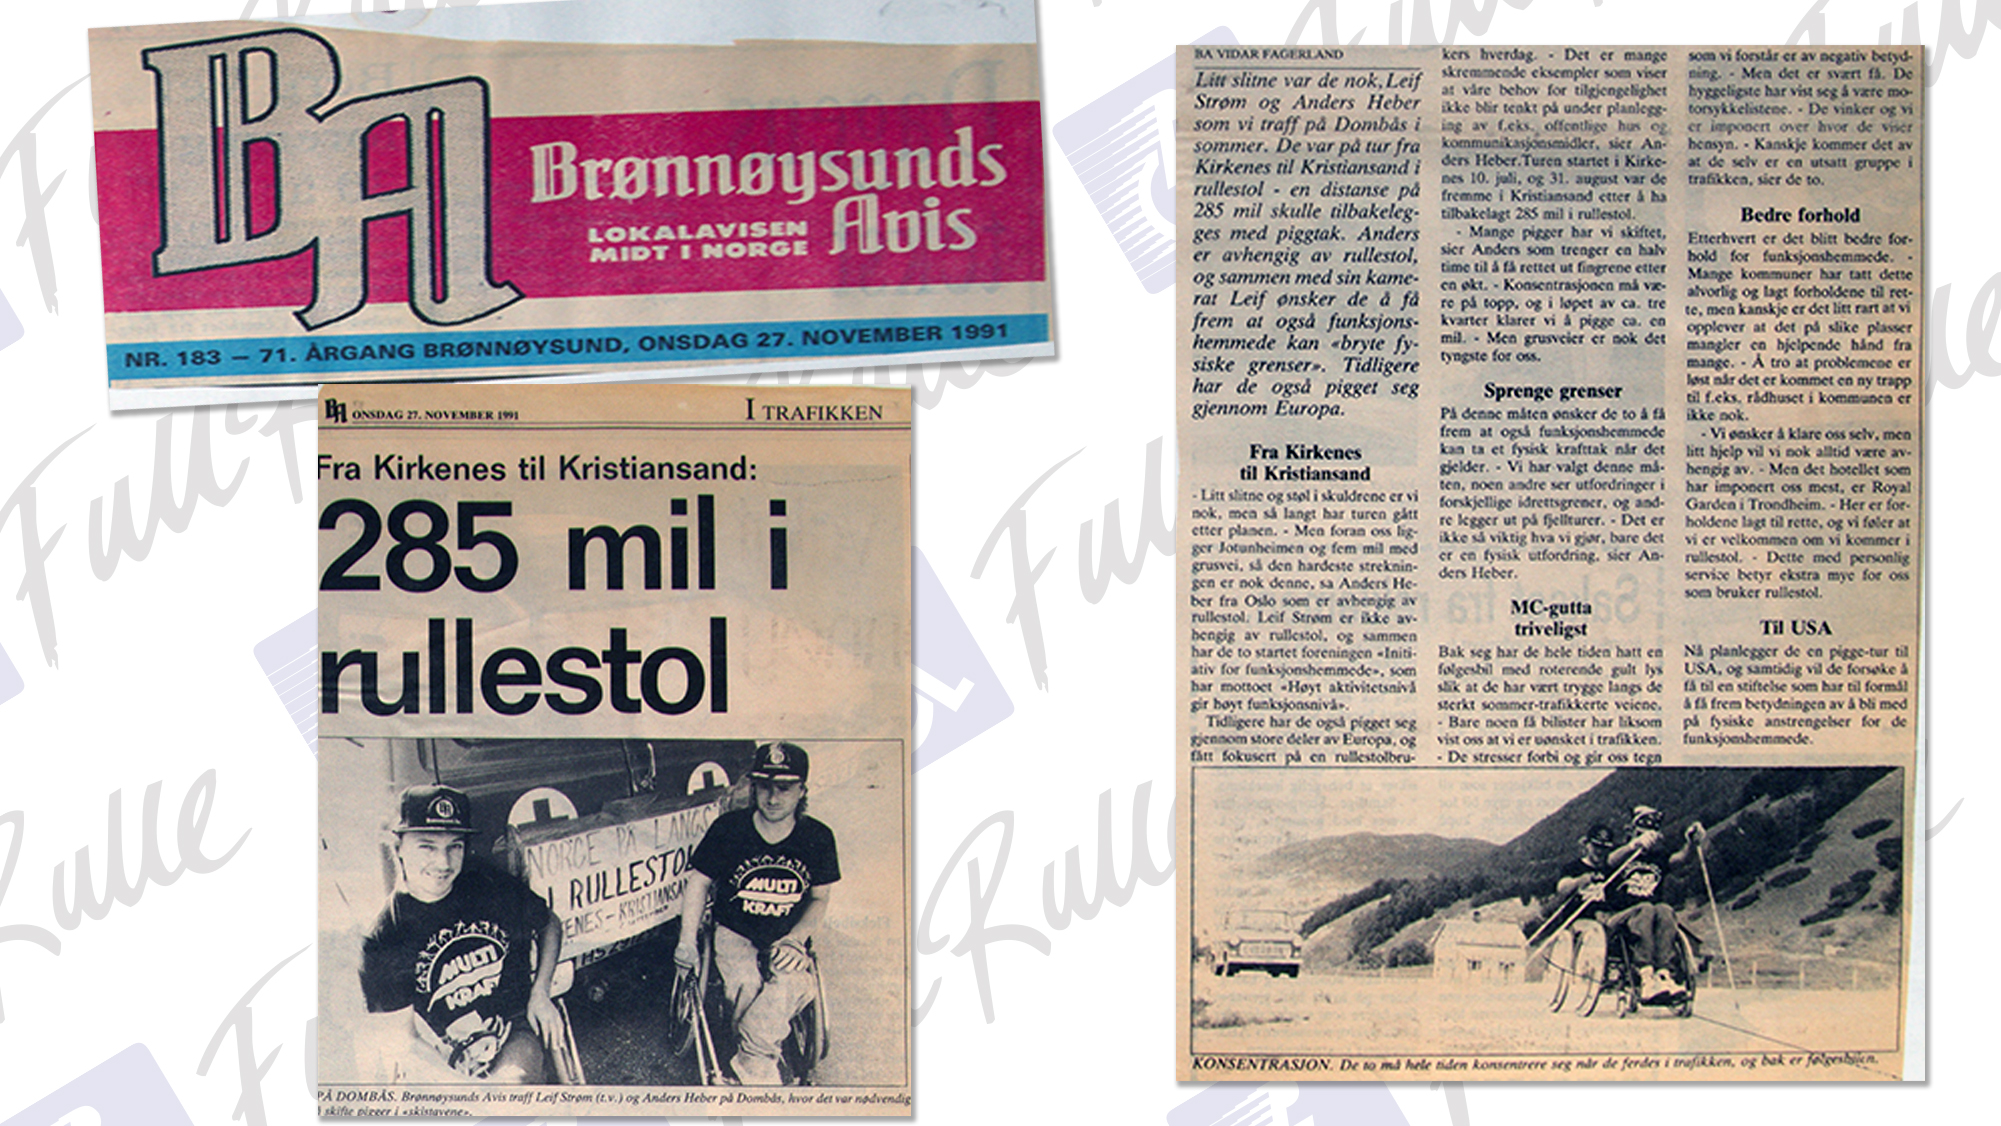 BA
Brønnøysunds
Avis
LOKALAVISEN
MIDT I NORGE
NR. 183 – 71. ÅRGANG BRØNNØYSUND, ONSDAG 27. NOVEMBER 1991
BA ONSDAG 27. NOVEMBER 1991
I TRAFIKKEN
Fra Kirkenes til Kristiansand:
285 mil i
rullestol
NORGE PÅ LANGS
I RULLESTOL
KRISTIANSAND
MULTI
KRAFT
MULTI
KRAFT
PÅ DOMBÅS. Brønnøysunds Avis traff Leif Strøm (t.v.) og Anders Heber på Dombås, hvor det var nødvendig
å skifte pigger i «skistavene».
BA VIDAR FAGERLAND
Litt slitne var de nok, Leif
Strøm og Anders Heber
som vi traff på Dombås i
sommer. De var på tur fra
Kirkenes til Kristiansand i
rullestol - en distanse på
285 mil skulle tilbakeleg-
ges med piggtak. Anders
er avhengig av rullestol,
og sammen med sin kame-
rat Leif ønsker de å få
frem at også funksjons-
hemmede kan «bryte fy-
siske grenser». Tidligere
har de også pigget seg
gjennom Europa.
Fra Kirkenes
til Kristiansand
- Litt slitne og støl i skuldrene er vi
nok, men så langt har turen gått
etter planen. - Men foran oss lig-
ger Jotunheimen og fem mil med
grusvei, så den hardeste streknin-
gen er nok denne, sa Anders He-
ber fra Oslo som er avhengig av
rullestol. Leif Strøm er ikke av-
hengig av rullestol, og sammen
har de to startet foreningen «Initi-
ativ for funksjonshemmede», som
har mottoet «Høyt aktivitetsnivå
gir høyt funksjonsnivå».
Tidligere har de også pigget seg
gjennom store deler av Europa, og
fått fokusert på en rullestolbru-
kers hverdag. - Det er mange
skremmende eksempler som viser
at våre behov for tilgjengelighet
ikke blir tenkt på under planlegg-
ing av f.eks. offentlige hus og
kommunikasjonsmidler, sier An-
ders Heber.Turen startet i Kirke-
nes 10. juli, og 31. august var de
fremme i Kristiansand etter å ha
tilbakelagt 285 mil i rullestol.
- Mange pigger har vi skiftet,
sier Anders som trenger en halv
time til å få rettet ut fingrene etter
en økt. - Konsentrasjonen må væ-
re på topp, og i løpet av ca. tre
kvarter klarer vi å pigge ca. en
mil. - Men grusveier er nok det
tyngste for oss.
Sprenge grenser
På denne måten ønsker de to å få
frem at også funksjonshemmede
kan ta et fysisk krafttak når det
gjelder. - Vi har valgt denne må-
ten, noen andre ser utfordringer i
forskjellige idrettsgrener, og and-
re legger ut på fjellturer. - Det er
ikke så viktig hva vi gjør, bare det
er en fysisk utfordring, sier An-
ders Heber.
MC-gutta
triveligst
Bak seg har de hele tiden hatt en
følgesbil med roterende gult lys
slik at de har vært trygge langs de
sterkt sommer-trafikkerte veiene.
- Bare noen få bilister har liksom
vist oss at vi er uønsket i trafikken.
- De stresser forbi og gir oss tegn
som vi forstår er av negativ betyd-
ning. - Men det er svært få. De
hyggeligste har vist seg å være mo-
torsykkelistene. - De vinker og vi
er imponert over hvor de viser
hensyn. - Kanskje kommer det av
at de selv er en utsatt gruppe i
trafikken, sier de to.
Bedre forhold
Etterhvert er det blitt bedre for-
hold for funksjonshemmede. -
Mange kommuner har tatt dette
alvorlig og lagt forholdene til ret-
te, men kanskje er det litt rart at vi
opplever at det på slike plasser
mangler en hjelpende hånd fra
mange. - Å tro at problemene er
løst når det er kommet en ny trapp
til f.eks. rådhuset i kommunen er
ikke nok.
- Vi ønsker å klare oss selv, men
litt hjelp vil vi nok alltid være av-
hengig av. - Men det hotellet som
har imponert oss mest, er Royal
Garden i Trondheim. - Her er for-
holdene lagt til rette, og vi føler at
vi er velkommen om vi kommer i
rullestol. - Dette med personlig
service betyr ekstra mye for oss
som bruker rullestol.
Til USA
Nå planlegger de en pigge-tur til
USA, og samtidig vil de forsøke å
få til en stiftelse som har til formål
å få frem betydningen av å bli med
på fysiske anstrengelser for de
funksjonshemmede.
KONSENTRASJON. De to må hele tiden konsentrere seg når de ferdes i trafikken, og bak er følgesbilen.